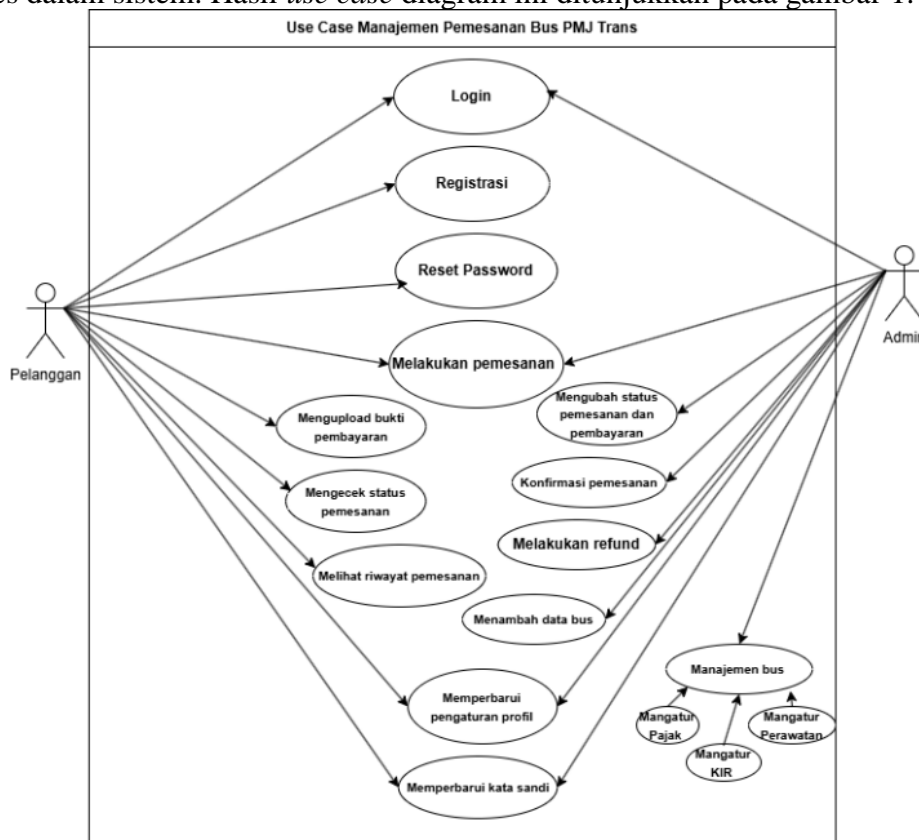 es dalam sistem. Hasil use case diagram ini ditunjukkan pada gambar 1.
Use Case Manajemen Pemesanan Bus PMJ Trans
Login
Registrasi
Reset Password
Pelanggan
Admin
Melakukan pemesanan
Mengupload bukti
pembayaran
Mengubah status
pemesanan dan
pembayaran
Mengecek status
pemesanan
Konfirmasi pemesanan
Melakukan refund
Melihat riwayat pemesanan
Menambah data bus
Manajemen bus
Memperbarui
pengaturan profil
Mangatur
Pajak
Mangatur
KIR
Mangatur
Perawatan
Memperbarui kata sandi